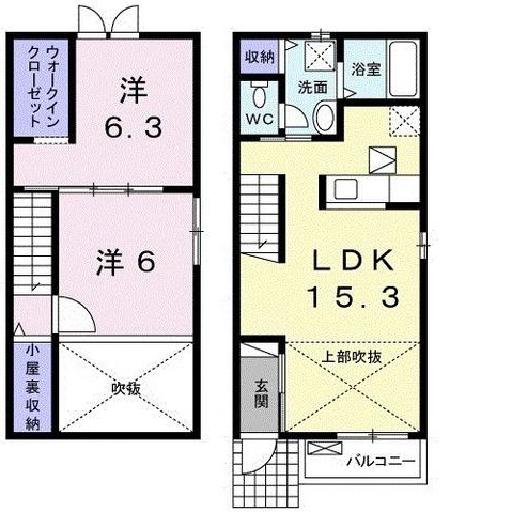 ウォークイン
クローゼット
洋
6.3
洋 6
小屋裏収納
吹抜
収納
洗面
浴室
WC
LDK
15.3
上部吹抜
玄関
バルコニー